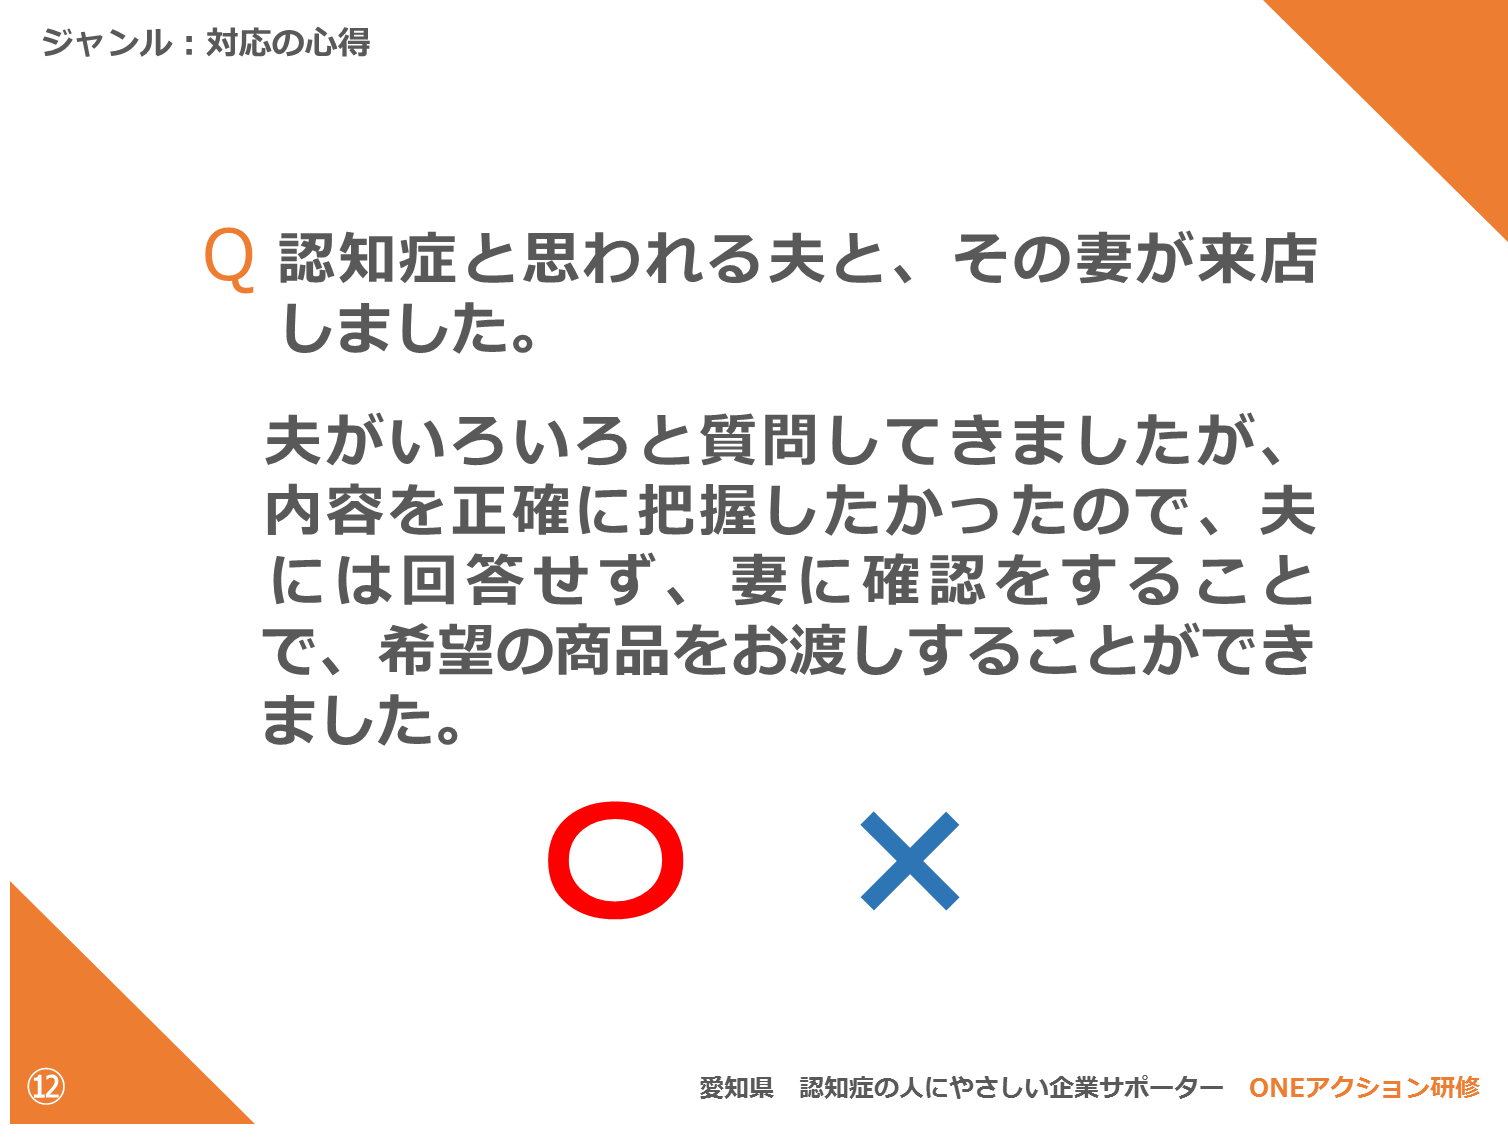 ジャンル：対応の心得
Q 認知症と思われる夫と、その妻が来店
しました。
夫がいろいろと質問してきましたが、
内容を正確に把握したかったので、夫
には回答せず、妻に確認をすること
で、希望の商品をお渡しすることができ
ました。
〇 ×
⑫
愛知県　認知症の人にやさしい企業サポーター　ONEアクション研修